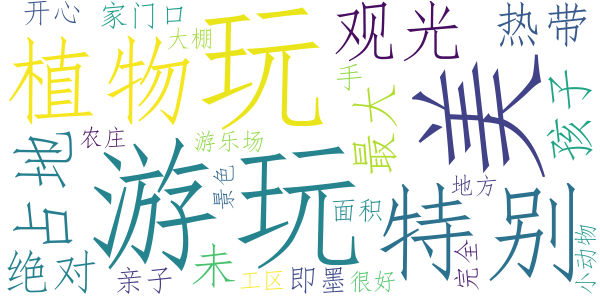 开心
家门口
大棚
植物
玩
观光
热带
手
最大
美
孩子
占地
农庄
游乐场
景色
游玩
面积
特别
地方
绝对
亲子
未
工区
即墨
很好
完全
小动物